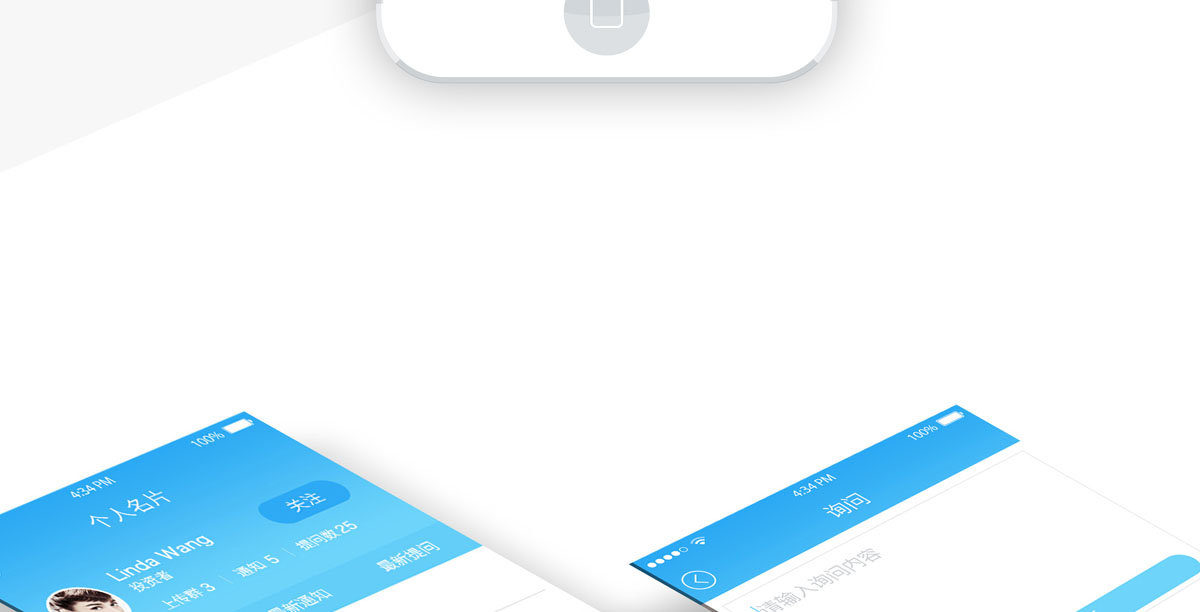 100%
4:34 PM
个人名片
Linda Wang
关注
投资者
上传群 3
通知 5
提问数 25
最新通知
最新提问
100%
4:34 PM
询问
请输入询问内容